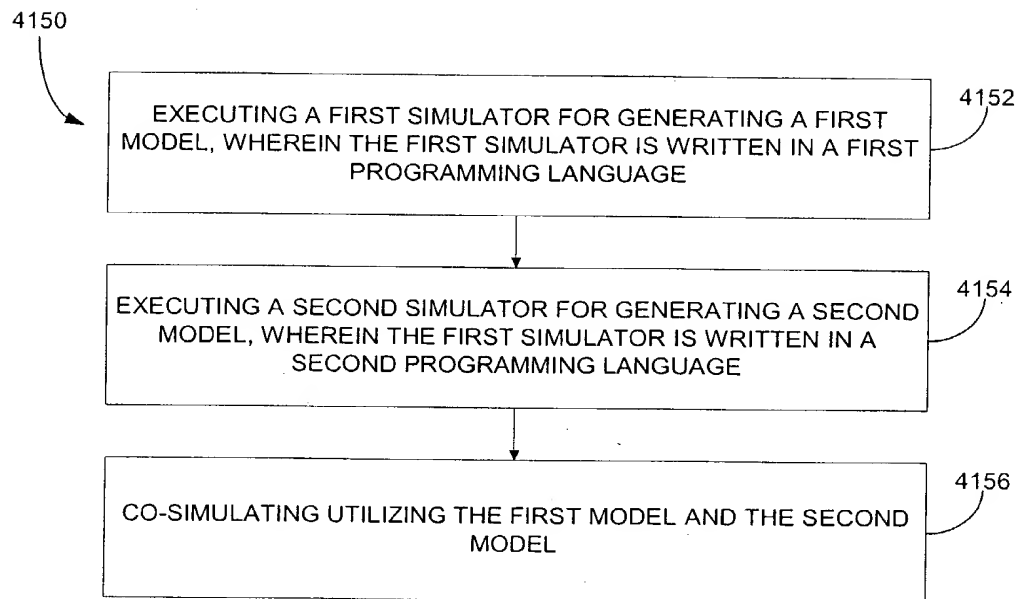 4150
EXECUTING A FIRST SIMULATOR FOR GENERATING A FIRST
MODEL, WHEREIN THE FIRST SIMULATOR IS WRITTEN IN A FIRST
PROGRAMMING LANGUAGE
4152
EXECUTING A SECOND SIMULATOR FOR GENERATING A SECOND
MODEL, WHEREIN THE FIRST SIMULATOR IS WRITTEN IN A
SECOND PROGRAMMING LANGUAGE
4154
CO-SIMULATING UTILIZING THE FIRST MODEL AND THE SECOND
MODEL
4156